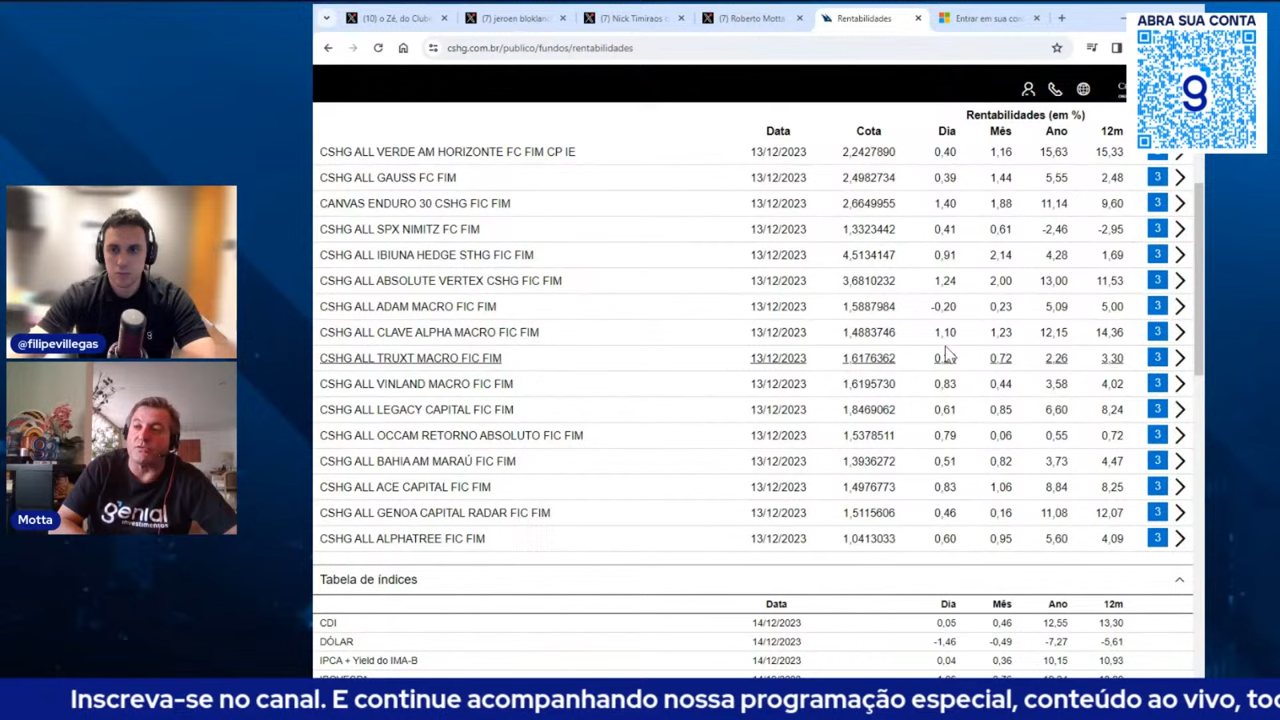 (10) o Zé, do Club
(7) jeroen blokland
(7) Nick Timiraos
(7) Roberto Motta
Rentabilidades
Entrar em sua con
ABRA SUA CONTA
cshg.com.br/publico/fundos/rentabilidades
Rentabilidades (em %)
Data Cota Dia Mês Ano 12m
CSHG ALL VERDE AM HORIZONTE FC FIM CP IE 13/12/2023 2,2427890 0,40 1,16 15,63 15,33
CSHG ALL GAUSS FC FIM 13/12/2023 2,4982734 0,39 1,44 5,55 2,48 3
CANVAS ENDURO 30 CSHG FIC FIM 13/12/2023 2,6649955 1,40 1,88 11,14 9,60 3
CSHG ALL SPX NIMITZ FC FIM 13/12/2023 1,3323442 0,41 0,61 -2,46 -2,95 3
CSHG ALL IBIUNA HEDGE STHG FIC FIM 13/12/2023 4,5134147 0,91 2,14 4,28 1,69 3
CSHG ALL ABSOLUTE VERTEX CSHG FIC FIM 13/12/2023 3,6810232 1,24 2,00 13,00 11,53 3
CSHG ALL ADAM MACRO FIC FIM 13/12/2023 1,5887984 -0,20 0,23 5,09 5,00 3
CSHG ALL CLAVE ALPHA MACRO FIC FIM 13/12/2023 1,4883746 1,10 1,23 12,15 14,36 3
CSHG ALL TRUXT MACRO FIC FIM 13/12/2023 1,6176362 0,72 2,26 3,30 3
CSHG ALL VINLAND MACRO FIC FIM 13/12/2023 1,6195730 0,83 0,44 3,58 4,02 3
CSHG ALL LEGACY CAPITAL FIC FIM 13/12/2023 1,8469062 0,61 0,85 6,60 8,24 3
CSHG ALL OCCAM RETORNO ABSOLUTO FIC FIM 13/12/2023 1,5378511 0,79 0,06 0,55 0,72 3
CSHG ALL BAHIA AM MARAÚ FIC FIM 13/12/2023 1,3936272 0,51 0,82 3,73 4,47 3
CSHG ALL ACE CAPITAL FIC FIM 13/12/2023 1,4976773 0,83 1,06 8,84 8,25 3
CSHG ALL GENOA CAPITAL RADAR FIC FIM 13/12/2023 1,5115606 0,46 0,16 11,08 12,07 3
CSHG ALL ALPHATREE FIC FIM 13/12/2023 1,0413033 0,60 0,95 5,60 4,09 3
Tabela de índices
Data Dia Mês Ano 12m
CDI 14/12/2023 0,05 0,46 12,55 13,30
DÓLAR 14/12/2023 -1,46 -0,49 -7,27 -5,61
IPCA + Yield do IMA-B 14/12/2023 0,04 0,36 10,15 10,93
@filipevillegas
genial
investimentos
Motta
Inscreva-se no canal. E continue acompanhando nossa programação especial, conteúdo ao vivo, too